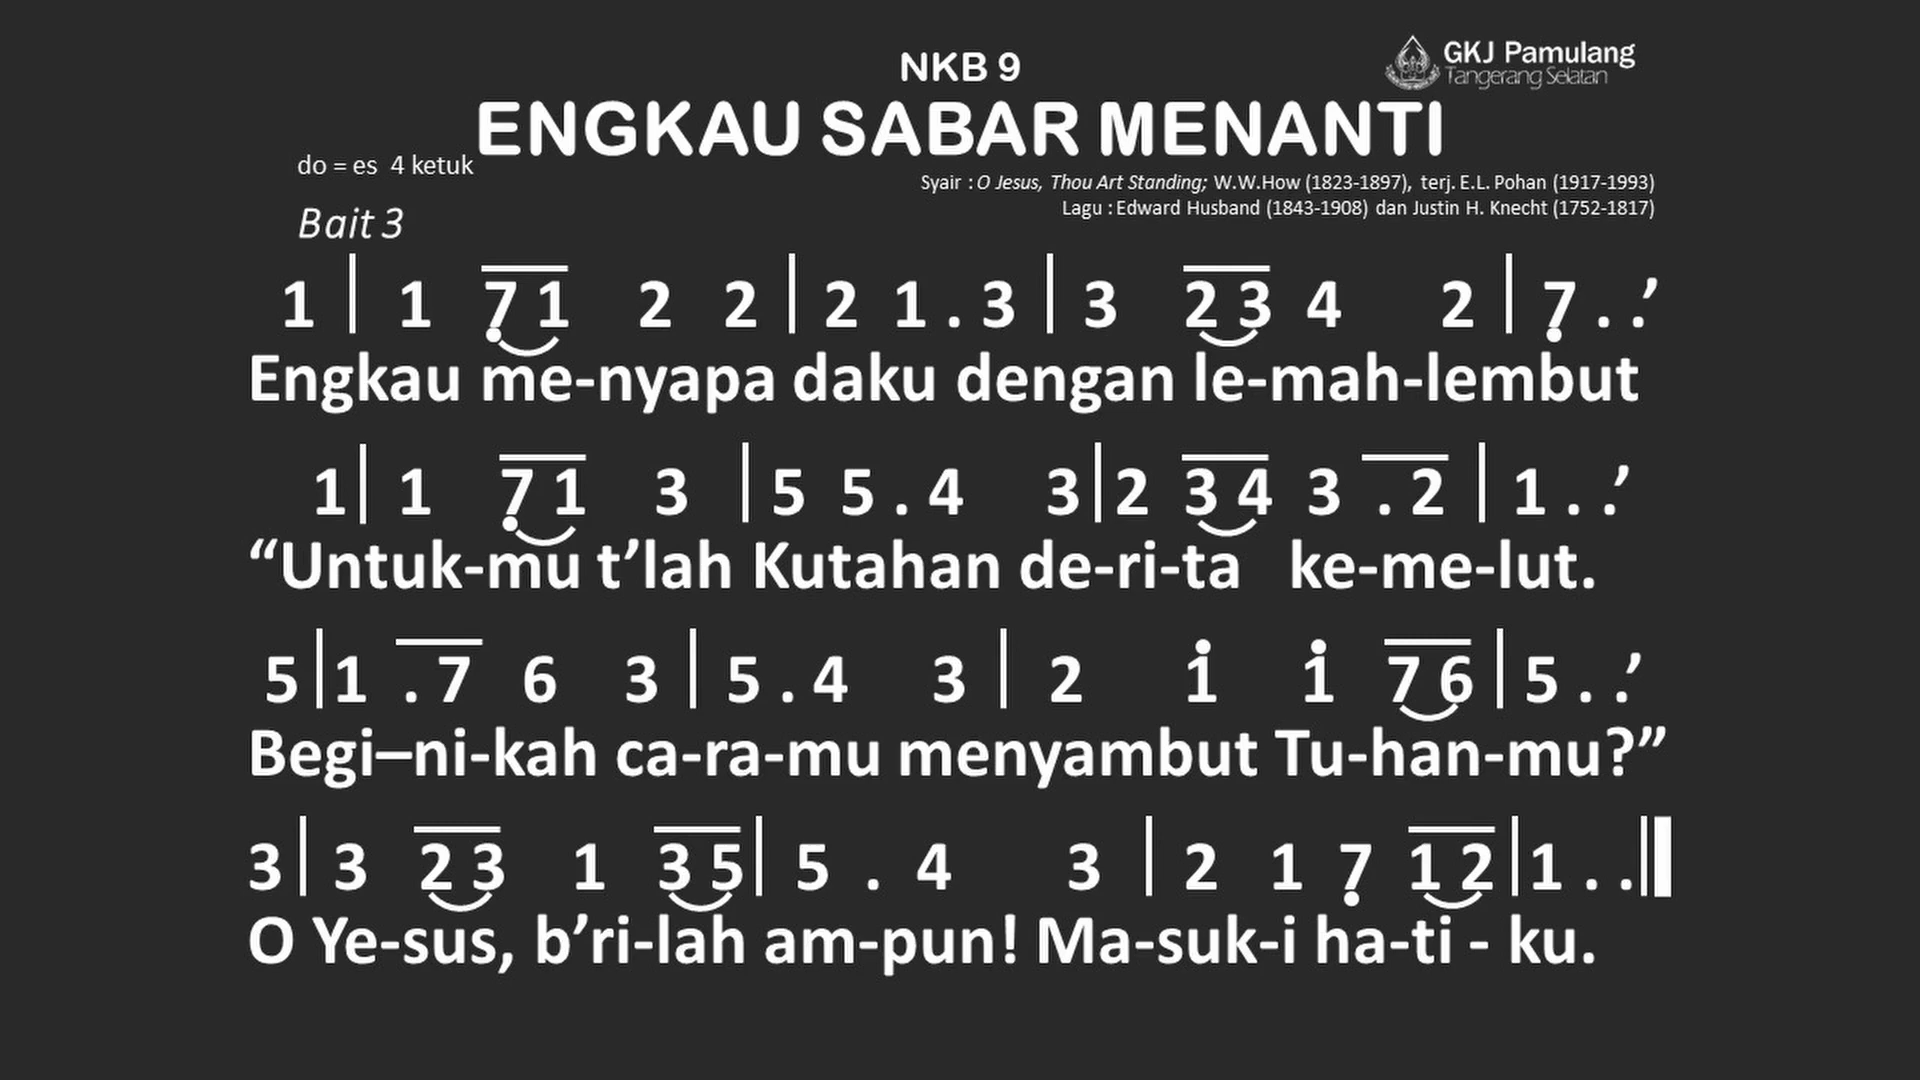 NKB 9
GKJ Pamulang
Tangerang Selatan
ENGKAU SABAR MENANTI
do = es 4 ketuk
Syair : O Jesus, Thou Art Standing; W.W.How (1823-1897), terj. E.L. Pohan (1917-1993)
Lagu : Edward Husband (1843-1908) dan Justin H. Knecht (1752-1817)
Bait 3
1 | 1 7̣ 1 2 2 | 2 1 . 3 | 3 2 3 4 2 | 7̣ . .’
Engkau me-nyapa daku dengan le-mah-lembut
1 | 1 7̣ 1 3 | 5 5 . 4 3 | 2 3 4 3 . 2 | 1 . .’
“Untuk-mu t’lah Kutahan de-ri-ta ke-me-lut.
5 | 1 . 7 6 3 | 5 . 4 3 | 2 1̇ 1̇ 7 6 | 5 . .’
Begi–ni-kah ca-ra-mu menyambut Tu-han-mu?”
3 | 3 2 3 1 3 5 | 5 . 4 3 | 2 1 7̣ 1 2 | 1 . . ||
O Ye-sus, b’ri-lah am-pun! Ma-suk-i ha-ti - ku.